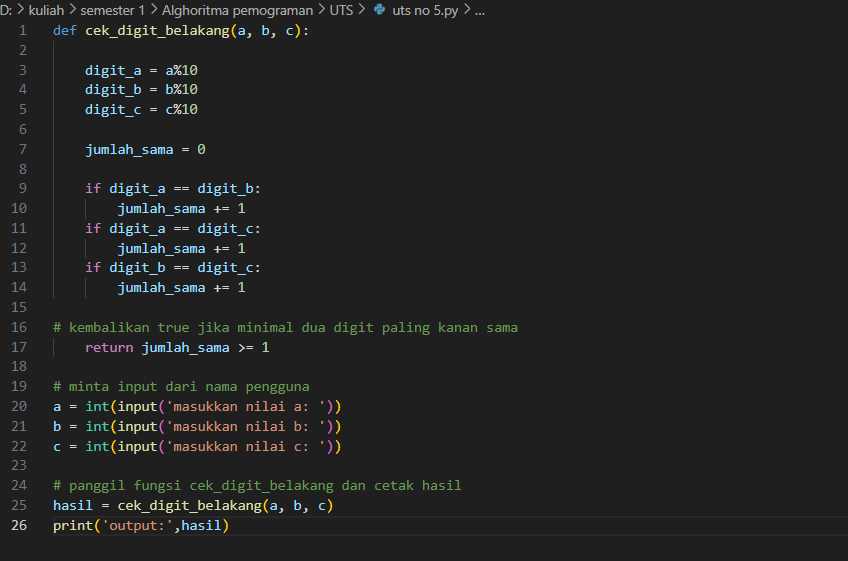 D: > kuliah > semester 1 > Alghoritma pemograman > UTS > uts no 5.py > ...
1 def cek_digit_belakang(a, b, c):
2
3     digit_a = a%10
4     digit_b = b%10
5     digit_c = c%10
6
7     jumlah_sama = 0
8
9     if digit_a == digit_b:
10         jumlah_sama += 1
11     if digit_a == digit_c:
12         jumlah_sama += 1
13     if digit_b == digit_c:
14         jumlah_sama += 1
15
16 # kembalikan true jika minimal dua digit paling kanan sama
17     return jumlah_sama >= 1
18
19 # minta input dari nama pengguna
20 a = int(input('masukkan nilai a: '))
21 b = int(input('masukkan nilai b: '))
22 c = int(input('masukkan nilai c: '))
23
24 # panggil fungsi cek_digit_belakang dan cetak hasil
25 hasil = cek_digit_belakang(a, b, c)
26 print('output:',hasil)